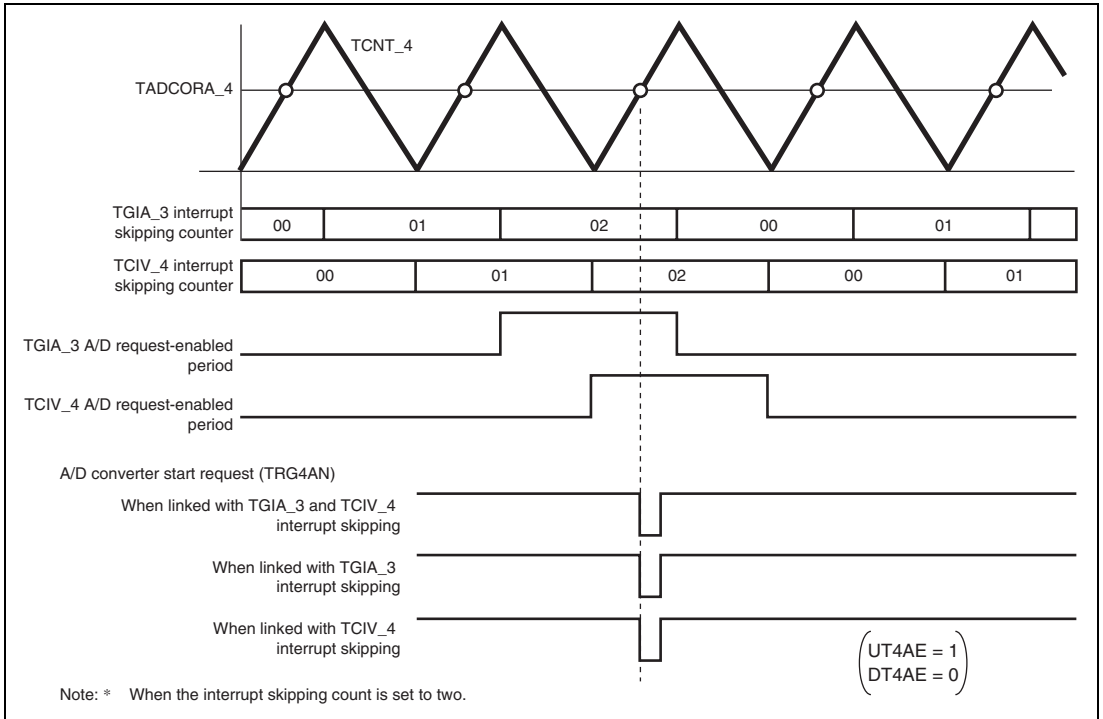 TCNT_4
TADCORA_4
TGIA_3 interrupt
skipping counter
00 01 02 00 01
TCIV_4 interrupt
skipping counter
00 01 02 00 01
TGIA_3 A/D request-enabled
period
TCIV_4 A/D request-enabled
period
A/D converter start request (TRG4AN)
When linked with TGIA_3 and TCIV_4
interrupt skipping
When linked with TGIA_3
interrupt skipping
When linked with TCIV_4
interrupt skipping
UT4AE = 1
DT4AE = 0
Note: * When the interrupt skipping count is set to two.